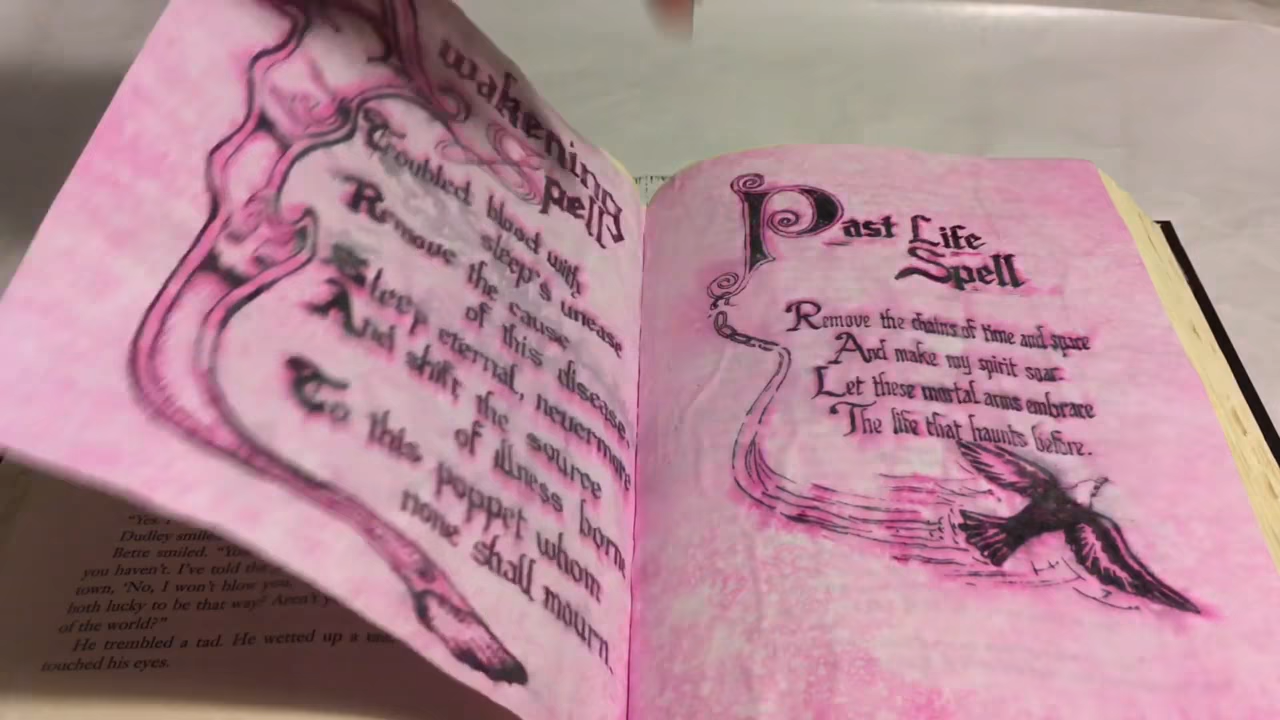 wakening
Spell
Troubled blood with
sleep's unease
Remove the cause
of this disease,
Sleep eternal, nevermore
And shift the source
of illness born,
To this poppet whom
none shall mourn.
Past Life
Spell
Remove the chains of time and space
And make my spirit soar
Let these mortal arms embrace
The life that haunts before.
"Yes,
Dudley smile
Bette smiled.
you haven't. I've told the
town, 'No, I won't blow you,
both lucky to be that way? Aren't y
of the world?"
He trembled a tad. He wetted up a
touched his eyes.